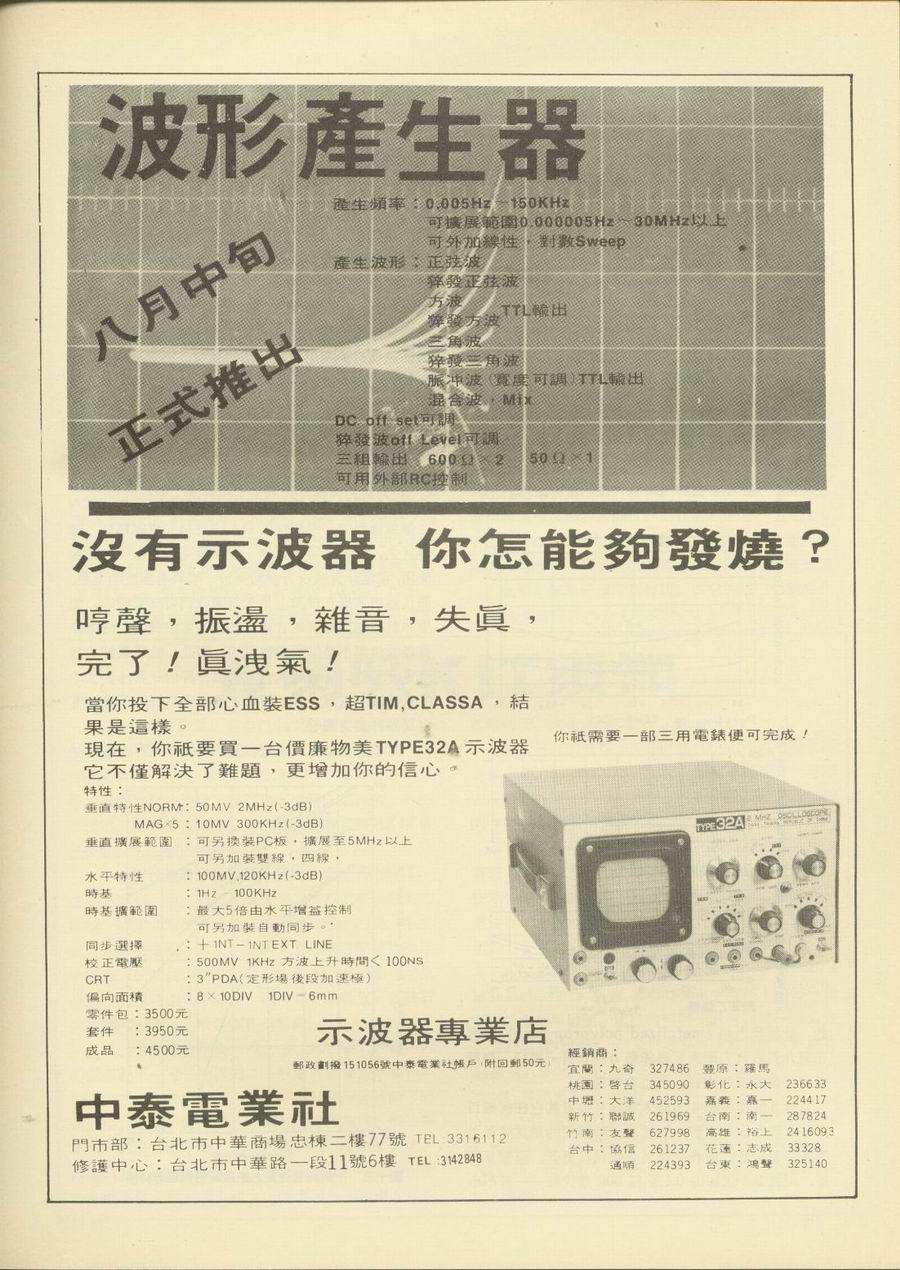 波形產生器
八月中旬
正式推出
產生頻率：0.005Hz～150KHz
可擴展範圍0.000005Hz～30MHz以上
可外加線性，對數Sweep
產生波形：正弦波
猝發正弦波
方波
猝發方波 TTL輸出
三角波
猝發三角波
脈冲波(寬度可調)TTL輸出
混合波，Mix
DC off set可調
猝發波off Level可調
三組輸出 600Ω×2 50Ω×1
可用外部RC控制
沒有示波器 你怎能夠發燒？
哼聲，振盪，雜音，失眞，
完了！眞洩氣！
當你投下全部心血裝ESS，超TIM,CLASSA，結
果是這樣。
現在，你祇要買一台價廉物美TYPE32A示波器
它不僅解決了難題，更增加你的信心。
你祇需要一部三用電錶便可完成！
特性：
垂直特性NORM：50MV 2MHz(-3dB)
MAG×5：10MV 300KHz(-3dB)
垂直擴展範圍：可另換裝PC板，擴展至5MHz以上
可另加裝雙線，四線，
水平特性：100MV,120KHz(-3dB)
時基：1Hz－100KHz
時基擴範圍：最大5倍由水平增益控制
可另加裝自動同步。
同步選擇：＋1NT－1NT EXT LINE
校正電壓：500MV 1KHz 方波上升時間＜100NS
CRT：3″PDA(定形場後段加速極)
偏向面積：8×10DIV 1DIV＝6mm
零件包：3500元
套件：3950元
成品：4500元
TYPE32A 2 MHZ OSCILLOSCOPE
示波器專業店
郵政劃撥151056號中泰電業社帳戶(附回郵50元)
中泰電業社
門市部：台北市中華商場忠棟二樓77號 TEL 3316112
修護中心：台北市中華路一段11號6樓 TEL：3142848
經銷商：
宜蘭：九奇 327486 豐原：羅馬
桃園：啓台 345090 彰化：永大 236633
中壢：大洋 452593 嘉義：嘉一 224417
新竹：聯誠 261969 台南：南一 287824
竹南：友聲 627998 高雄：裕上 2416093
台中：協信 261237 花蓮：志成 33328
通順 224393 台東：鴻聲 325140